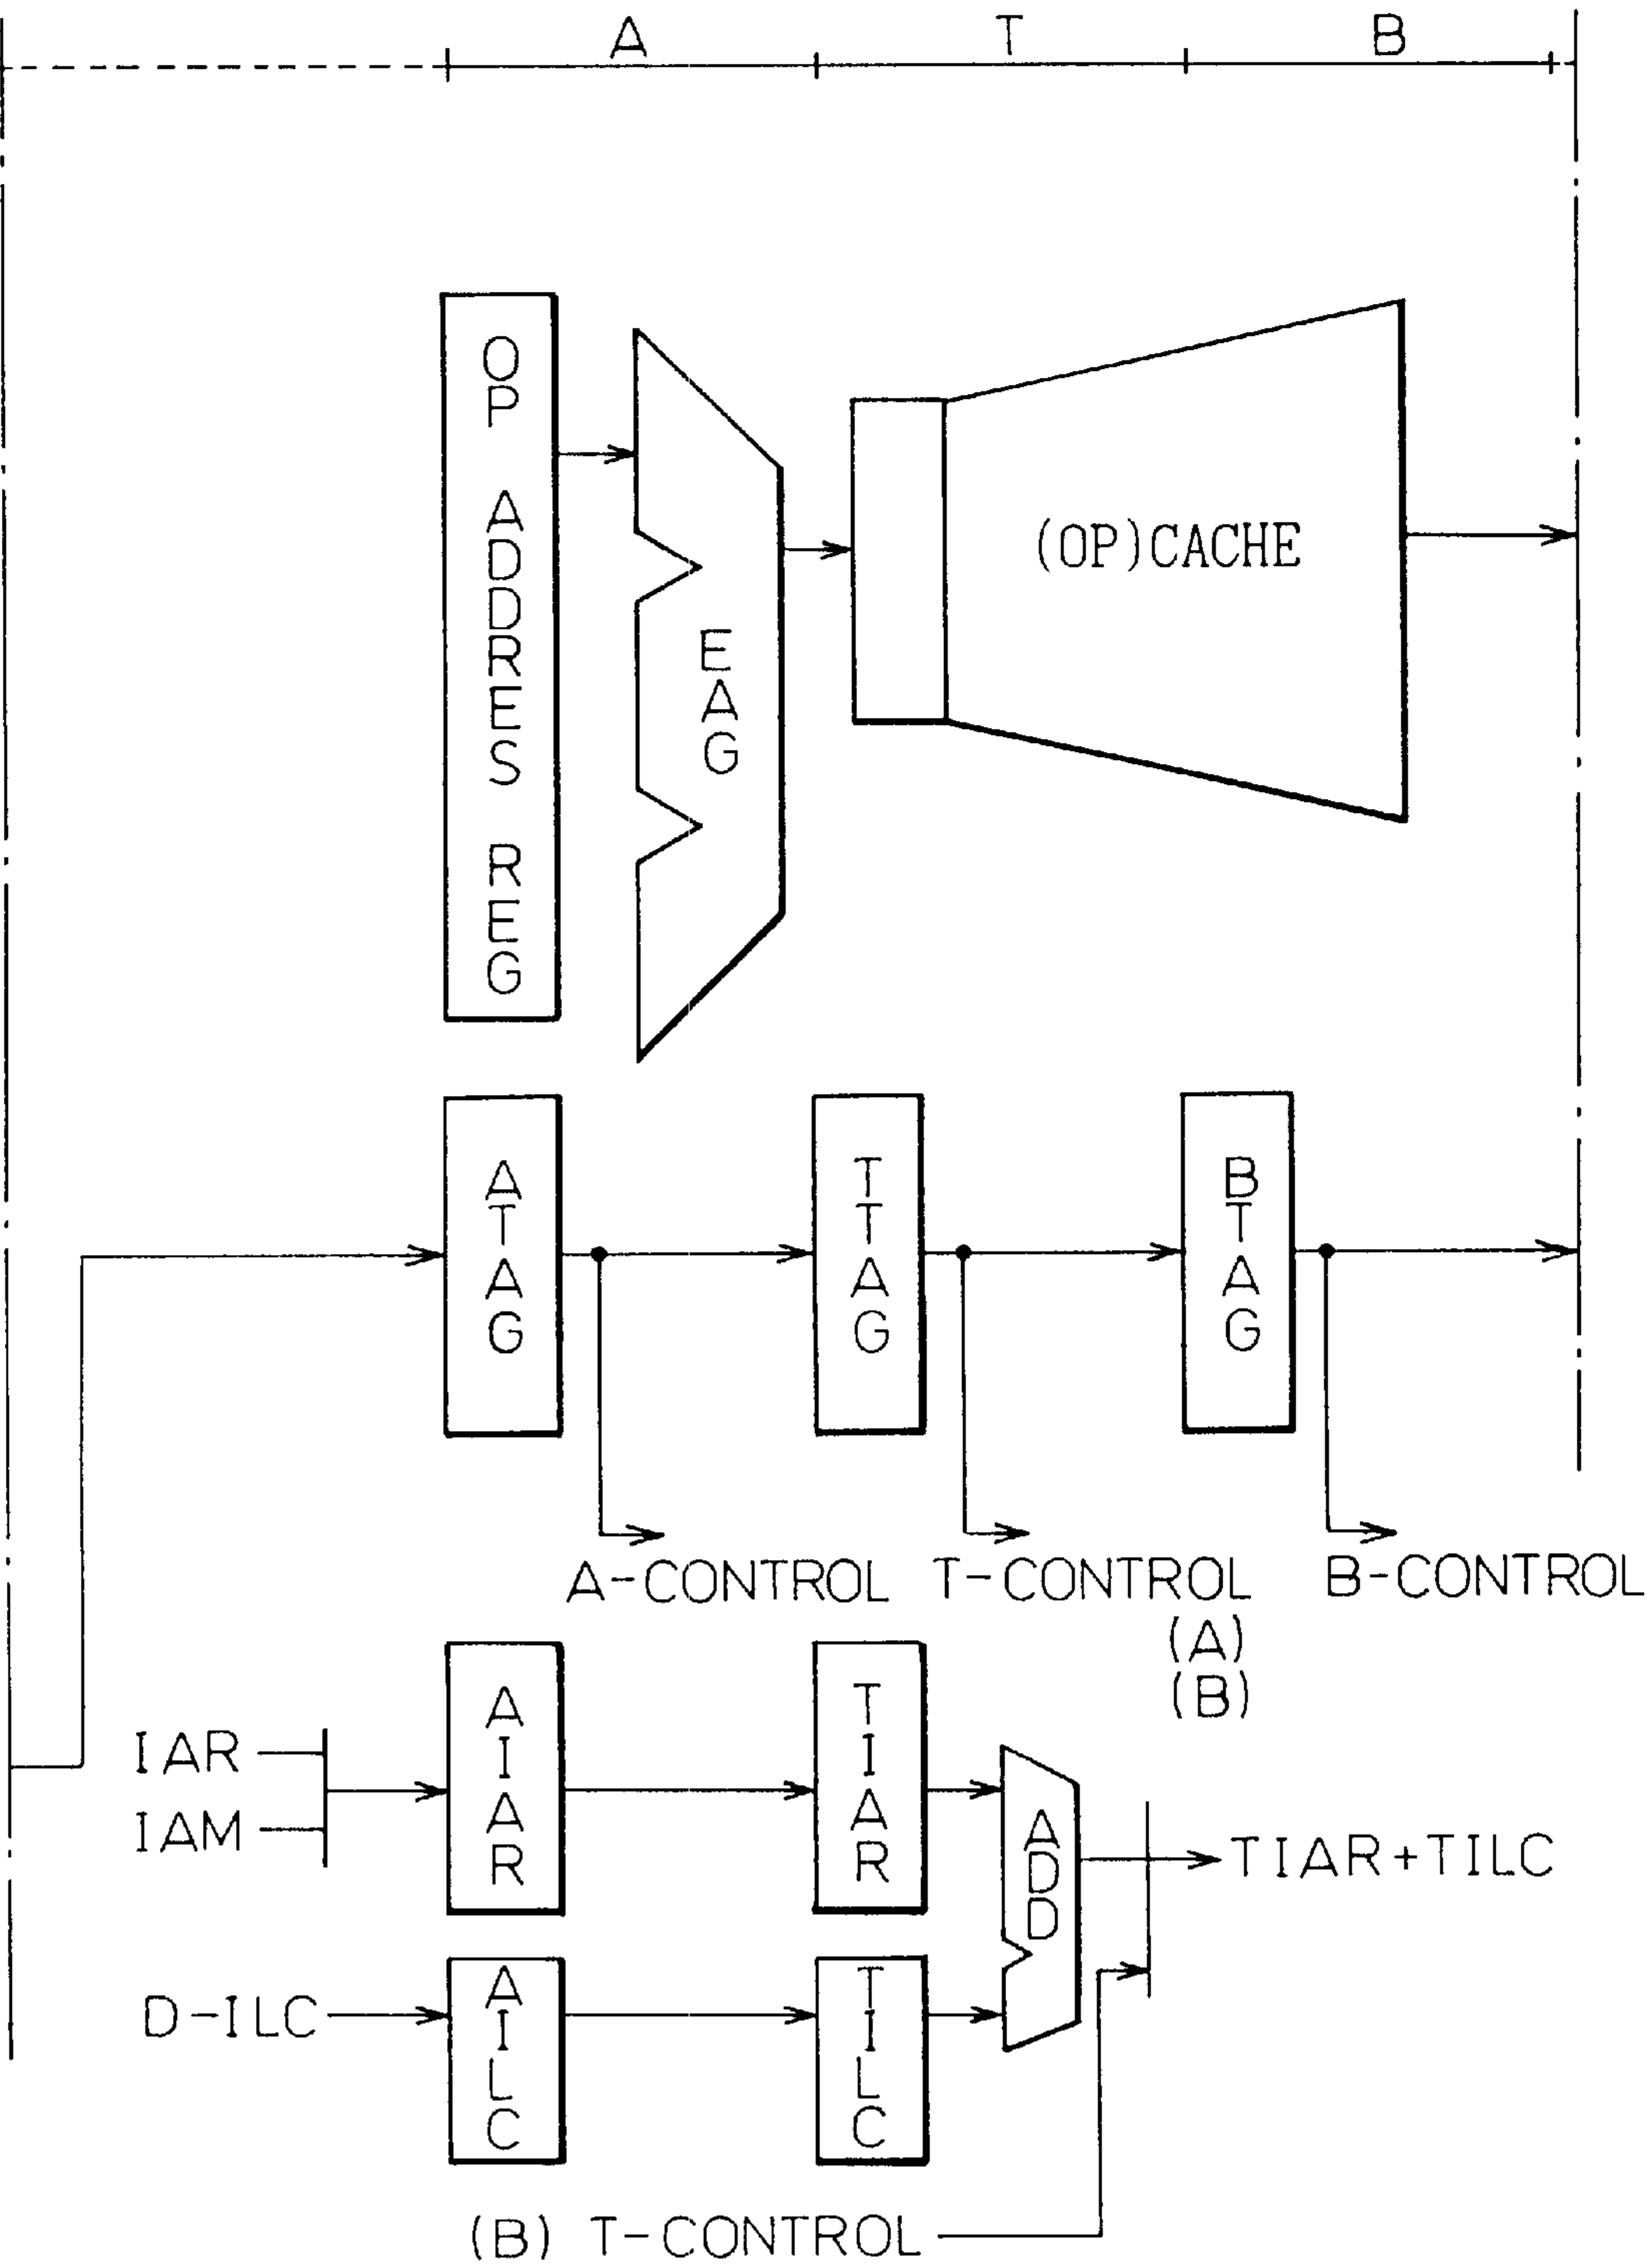 A T B
OP ADDRES REG
EAG
(OP)CACHE
ATAG
TTAG
BTAG
A-CONTROL T-CONTROL B-CONTROL
(A)
(B)
IAR
IAM
AIAR
TIAR
ADD
TIAR+TILC
D-ILC
AILC
TILC
(B) T-CONTROL